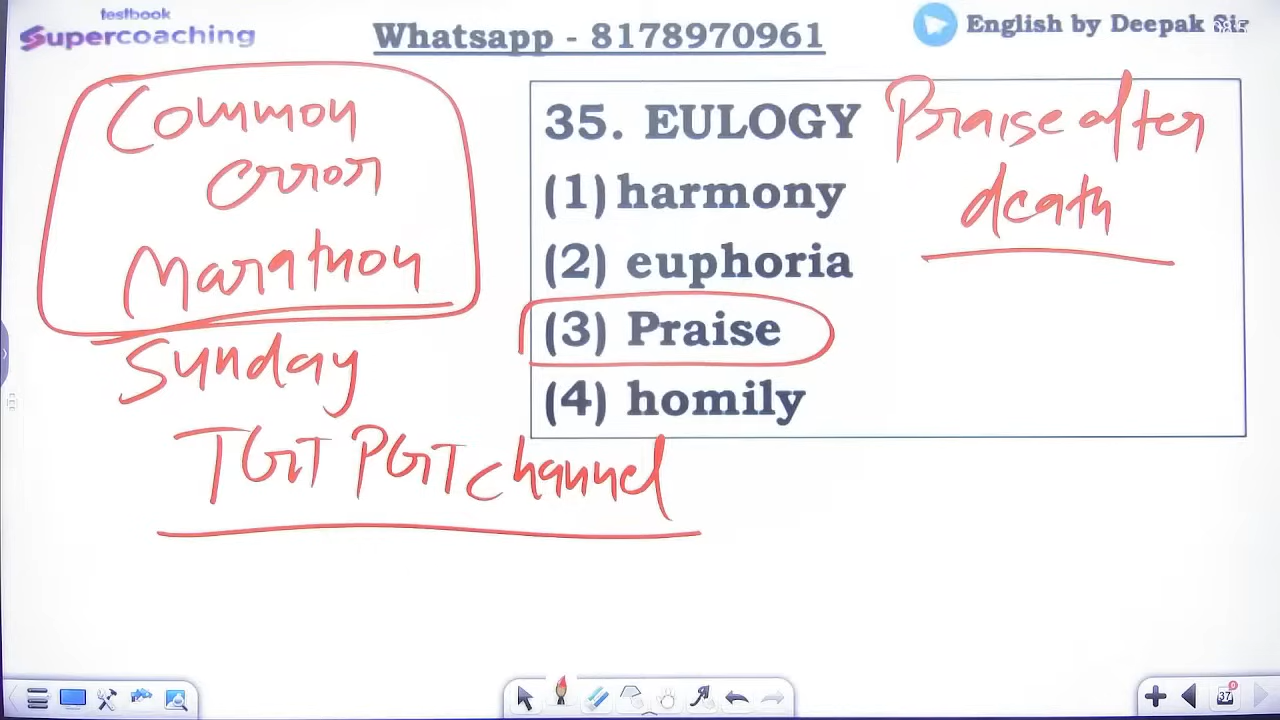 testbook
Supercoaching
Whatsapp - 8178970961
English by Deepak Sir
Common
error
Marathon
Sunday
TGT PGT channel
35. EULOGY
Praise after
death
(1) harmony
(2) euphoria
(3) Praise
(4) homily
37